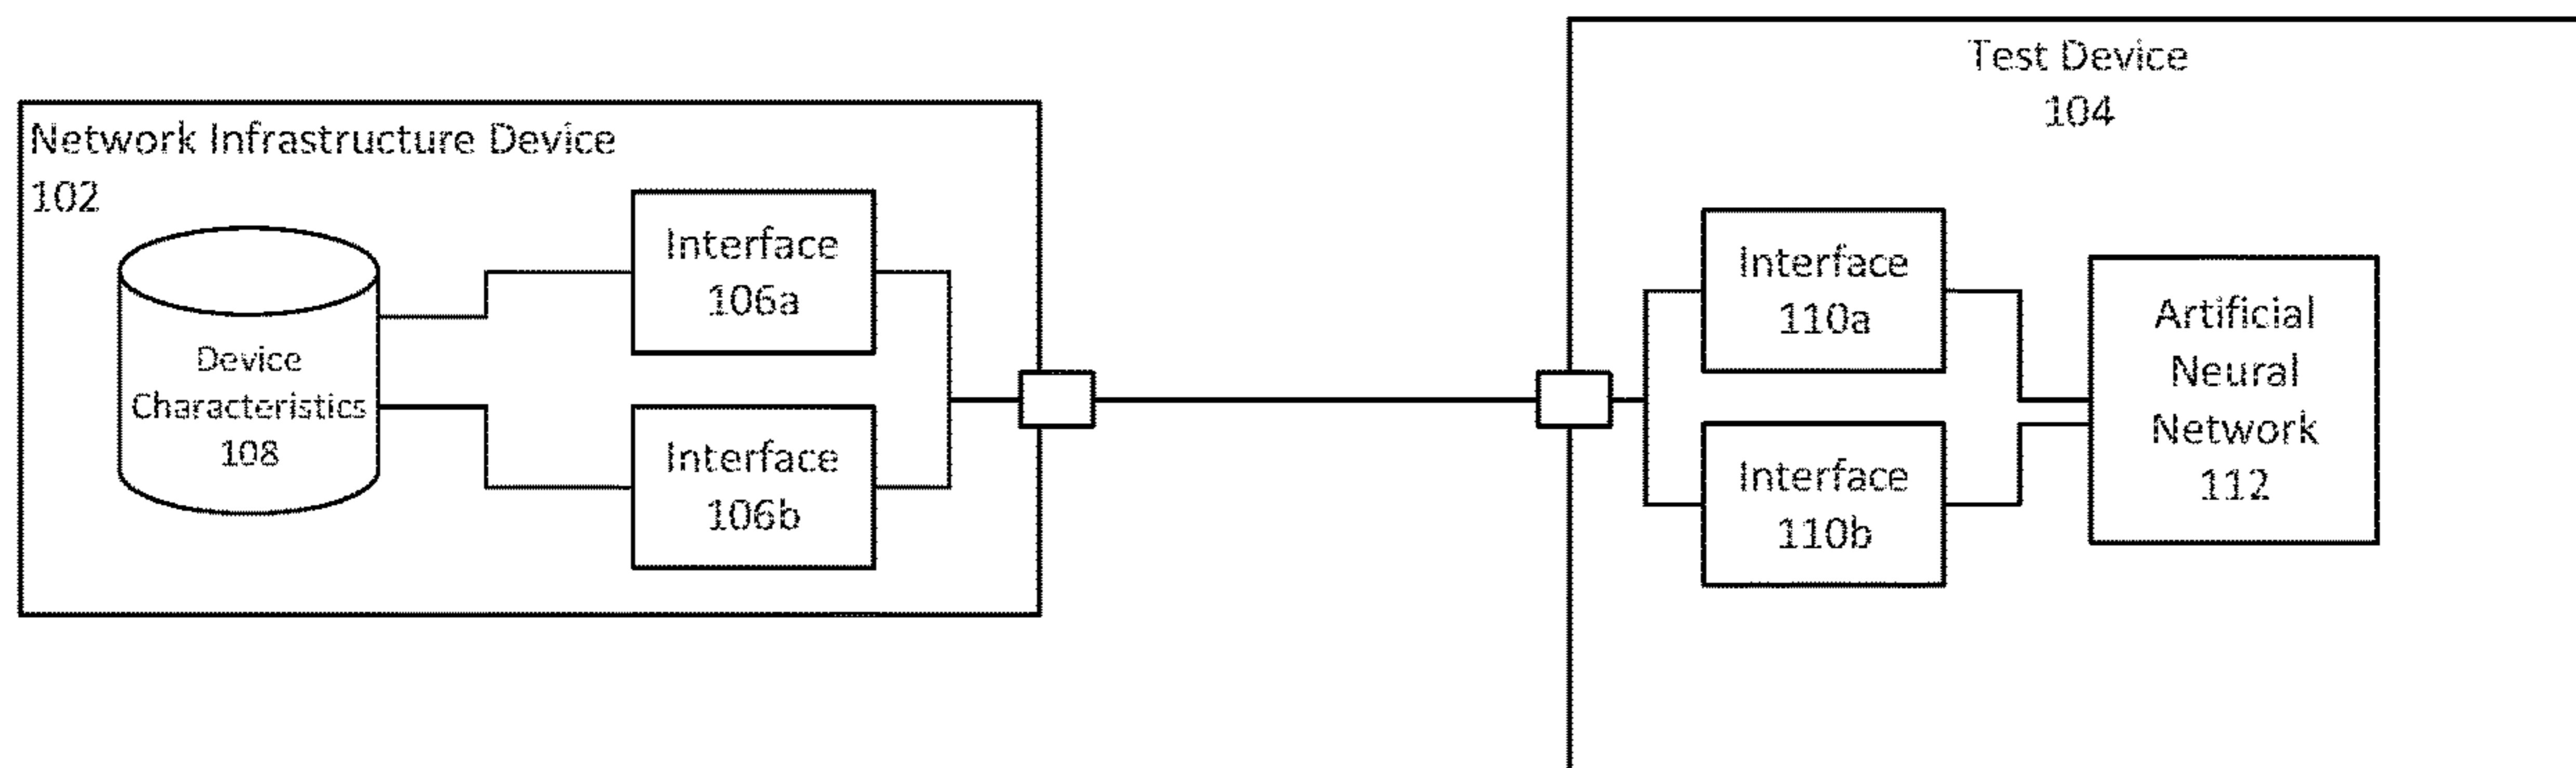 Test Device
104
Network Infrastructure Device
102
Interface
106a
Device
Characteristics
108
Interface
106b
Interface
110a
Interface
110b
Artificial
Neural
Network
112